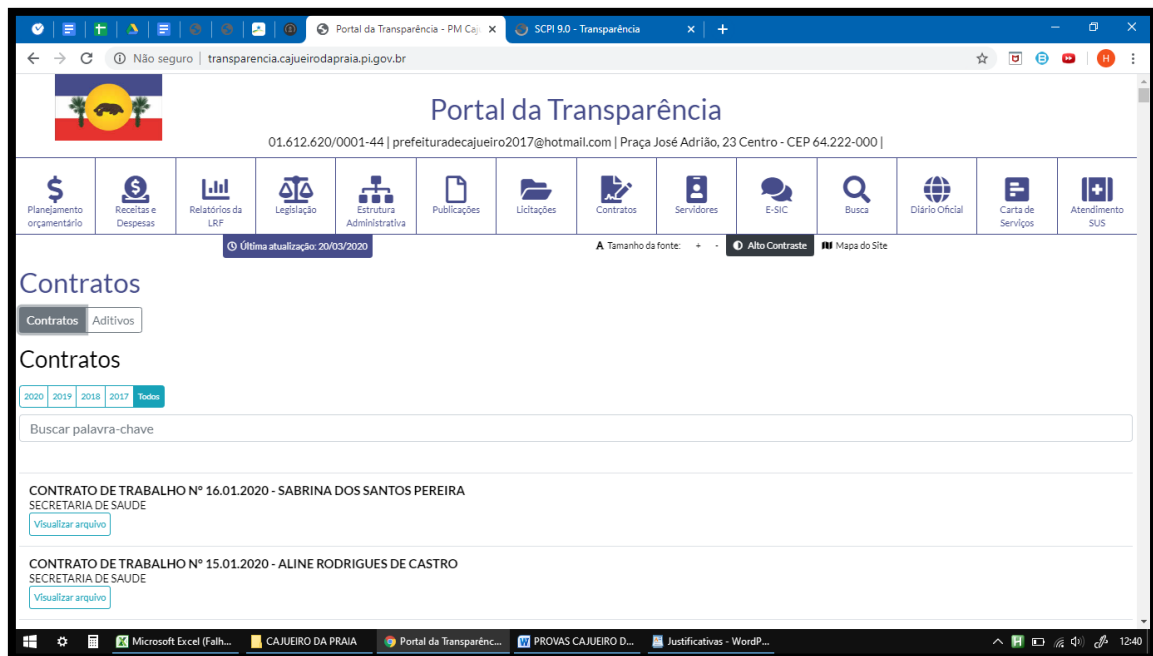 Portal da Transparência - PM Caj
SCPI 9.0 - Transparência
Não seguro | transparencia.cajueirodapraia.pi.gov.br
H
Portal da Transparência
01.612.620/0001-44 | prefeituradecajueiro2017@hotmail.com | Praça José Adrião, 23 Centro - CEP 64.222-000 |
Planejamento orçamentário
Receitas e Despesas
Relatórios da LRF
Legislação
Estrutura Administrativa
Publicações
Licitações
Contratos
Servidores
E-SIC
Busca
Diário Oficial
Carta de Serviços
Atendimento SUS
Última atualização: 20/03/2020
A Tamanho da fonte: + - Alto Contraste Mapa do Site
Contratos
Contratos Aditivos
Contratos
2020 2019 2018 2017 Todos
Buscar palavra-chave
CONTRATO DE TRABALHO Nº 16.01.2020 - SABRINA DOS SANTOS PEREIRA
SECRETARIA DE SAUDE
Visualizar arquivo
CONTRATO DE TRABALHO Nº 15.01.2020 - ALINE RODRIGUES DE CASTRO
SECRETARIA DE SAUDE
Visualizar arquivo
Microsoft Excel (Falh... CAJUEIRO DA PRAIA Portal da Transparênc... PROVAS CAJUEIRO D... Justificativas - WordP... 12:40